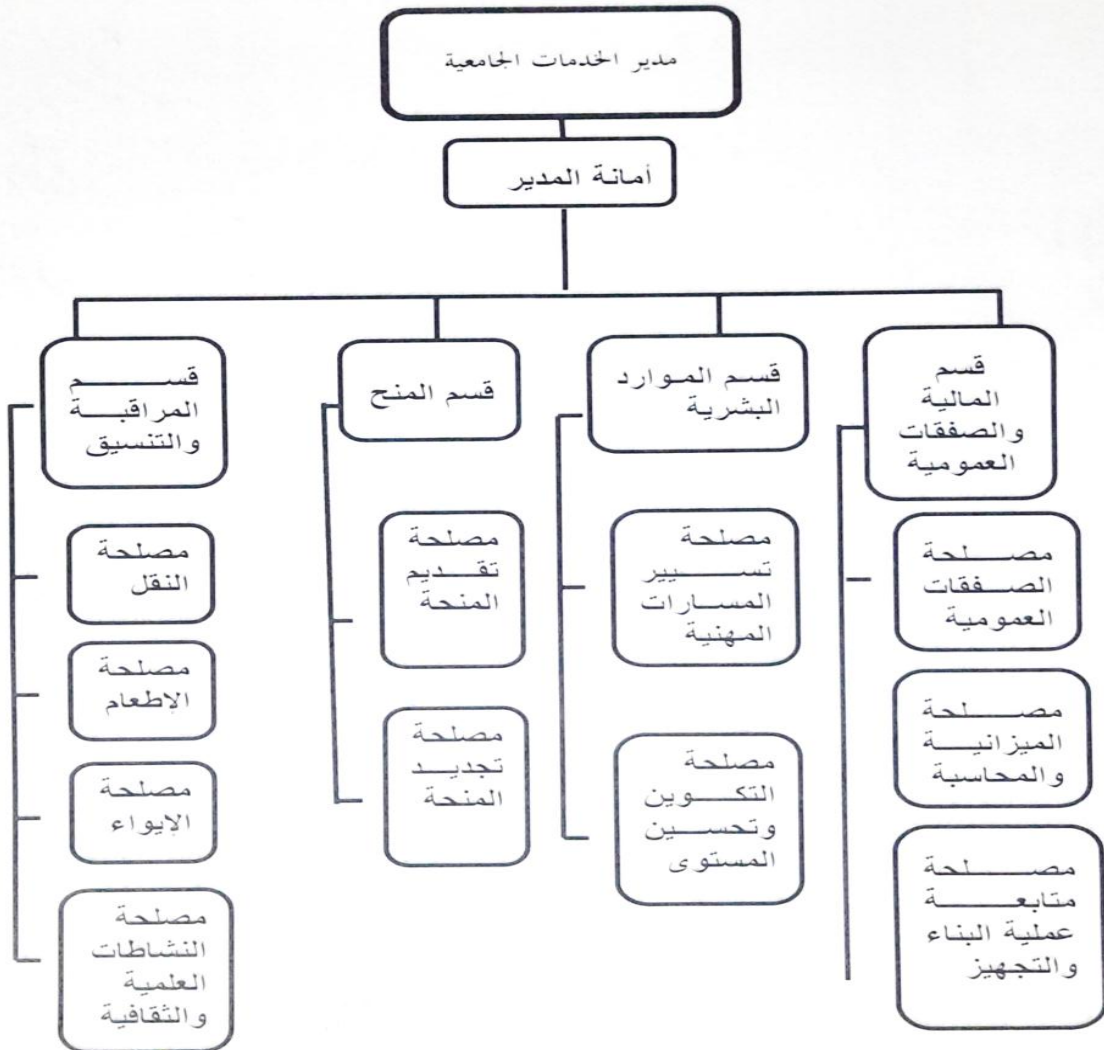 مدير الخدمات الجامعية
أمانة المدير
قسم
المالية
والصفقات
العمومية
قسم الموارد
البشرية
قسم المنح
قسم
المراقبة
والتنسيق
مصلحة
الصفقات
العمومية
مصلحة
الميزانية
والمحاسبة
مصلحة
متابعة
عملية البناء
والتجهيز
مصلحة
تسيير
المسارات
المهنية
مصلحة
التكوين
وتحسين
المستوى
مصلحة
تقديم
المنحة
مصلحة
تجديد
المنحة
مصلحة
النقل
مصلحة
الإطعام
مصلحة
الإيواء
مصلحة
النشاطات
العلمية
والثقافية